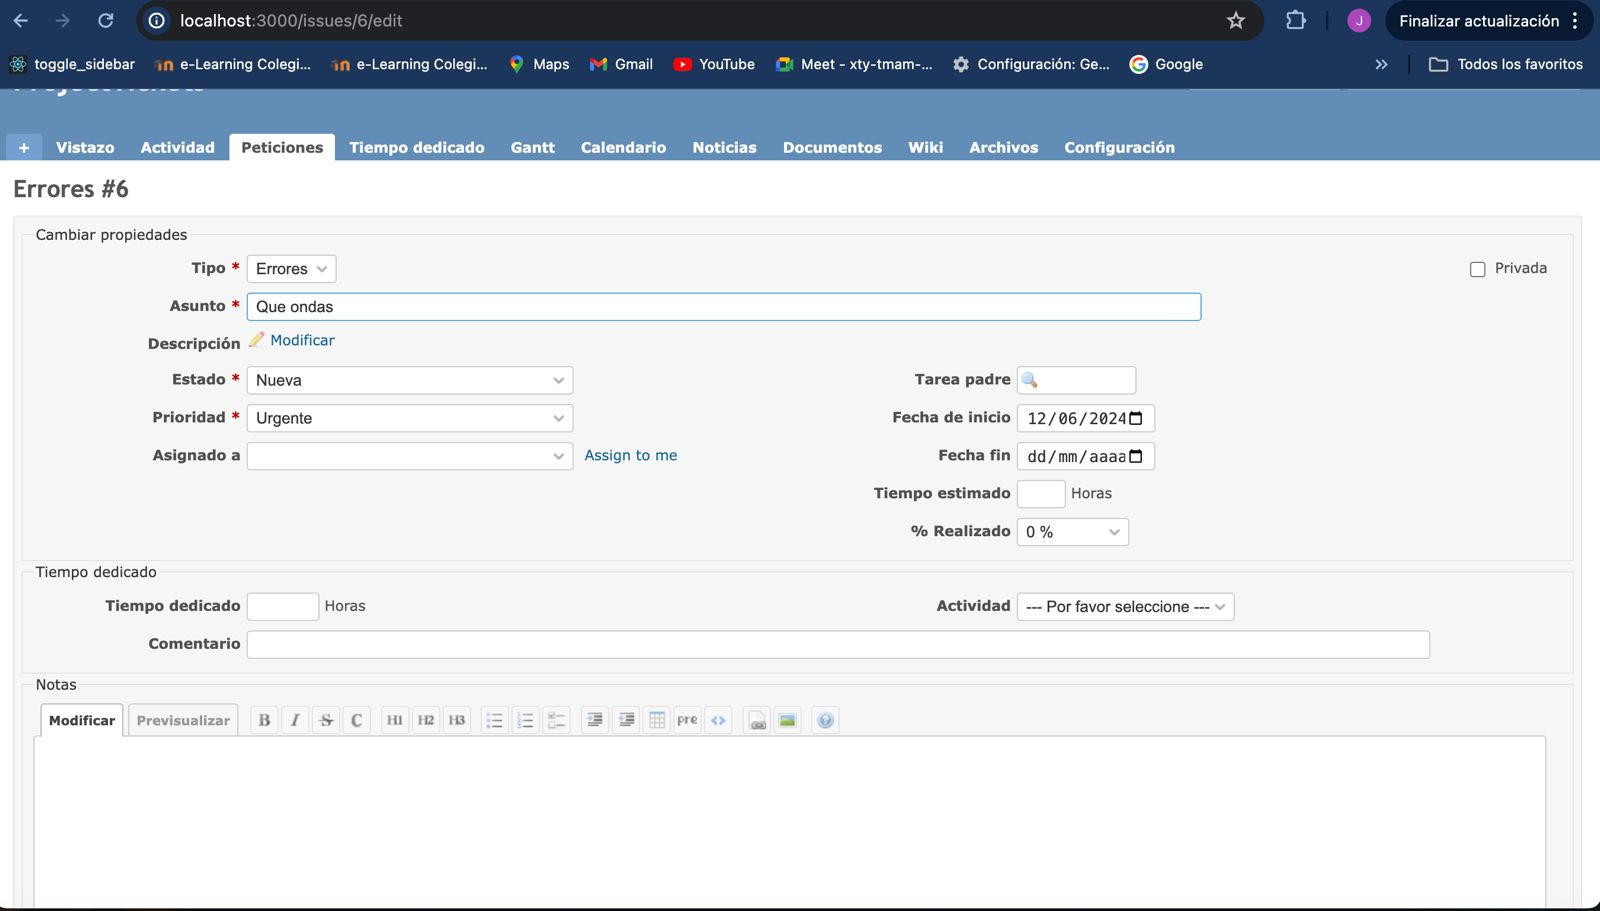 localhost:3000/issues/6/edit
J
Finalizar actualización
toggle_sidebar
e-Learning Colegi...
e-Learning Colegi...
Maps
Gmail
YouTube
Meet - xty-tmam-...
Configuración: Ge...
Google
»
Todos los favoritos
+
Vistazo
Actividad
Peticiones
Tiempo dedicado
Gantt
Calendario
Noticias
Documentos
Wiki
Archivos
Configuración
Errores #6
Cambiar propiedades
Tipo * Errores
Privada
Asunto * Que ondas
Descripción Modificar
Estado * Nueva
Tarea padre
Prioridad * Urgente
Fecha de inicio 12/06/2024
Asignado a Assign to me
Fecha fin dd/mm/aaaa
Tiempo estimado Horas
% Realizado 0 %
Tiempo dedicado
Tiempo dedicado Horas
Actividad --- Por favor seleccione ---
Comentario
Notas
Modificar Previsualizar B I S C H1 H2 H3 pre <>